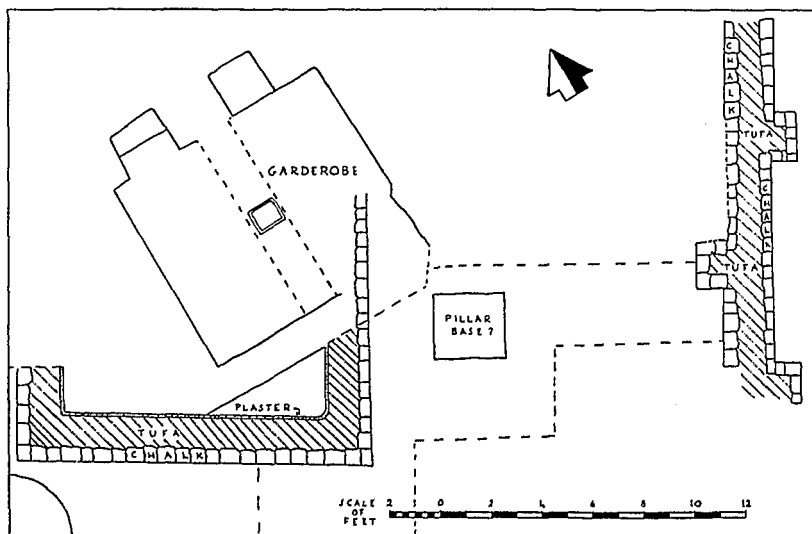 CHALK
TUFA
GARDEROBE
CHALK
TUFA
PILLAR
BASE?
PLASTER
TUFA
CHALK
SCALE
OF
FEET
2 0 2 4 6 8 10 12